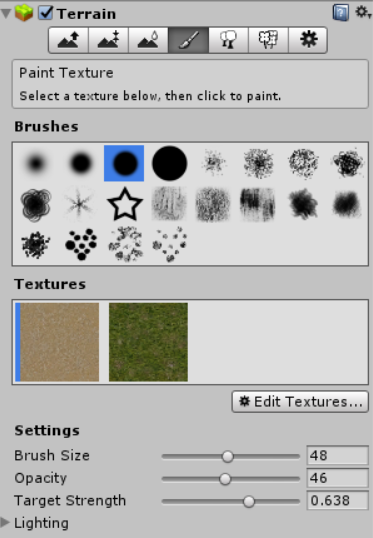 Terrain
Paint Texture
Select a texture below, then click to paint.
Brushes
Textures
Edit Textures...
Settings
Brush Size 48
Opacity 46
Target Strength 0.638
Lighting